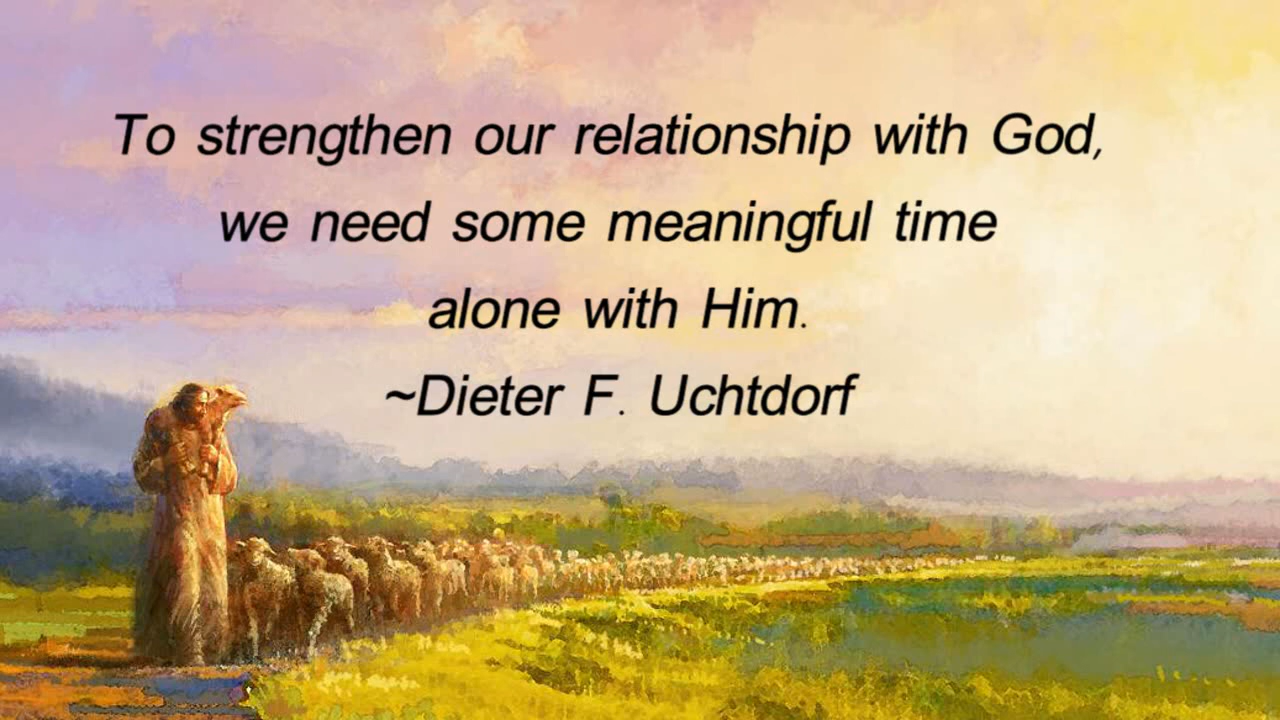 To strengthen our relationship with God,
we need some meaningful time
alone with Him.
~Dieter F. Uchtdorf